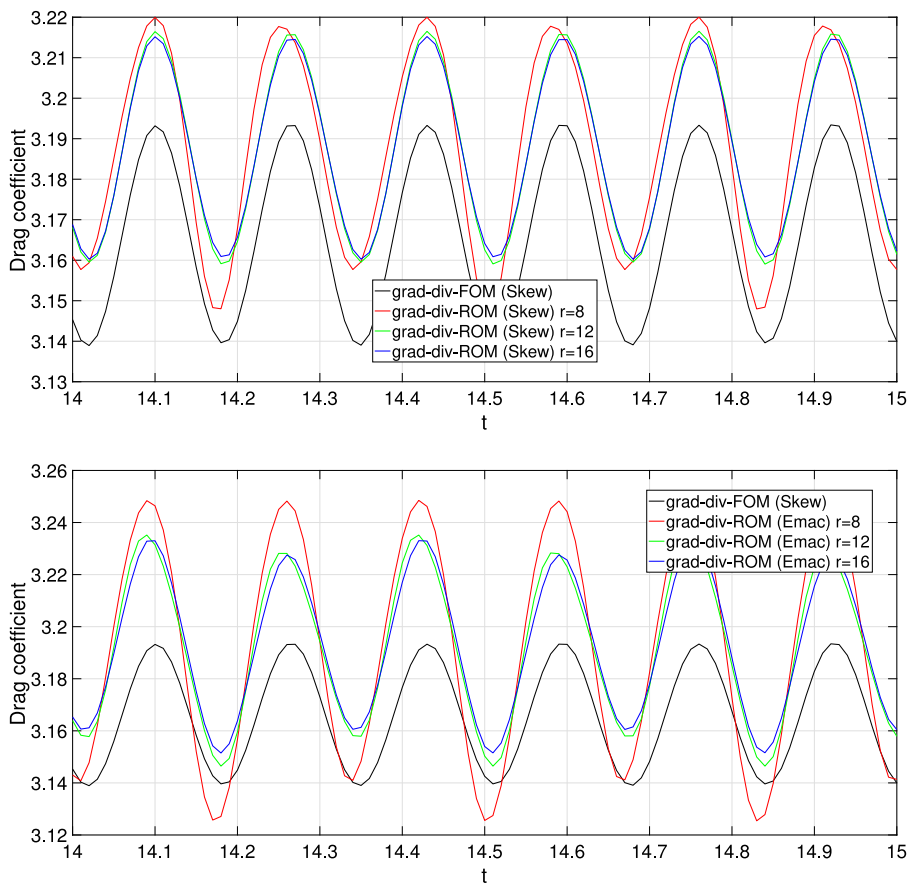 3.22
3.21
3.2
3.19
3.18
3.17
3.16
3.15
3.14
3.13
Drag coefficient
grad-div-FOM (Skew)
grad-div-ROM (Skew) r=8
grad-div-ROM (Skew) r=12
grad-div-ROM (Skew) r=16
14 14.1 14.2 14.3 14.4 14.5 14.6 14.7 14.8 14.9 15
t
3.26
3.24
3.22
3.2
3.18
3.16
3.14
3.12
Drag coefficient
grad-div-FOM (Skew)
grad-div-ROM (Emac) r=8
grad-div-ROM (Emac) r=12
grad-div-ROM (Emac) r=16
14 14.1 14.2 14.3 14.4 14.5 14.6 14.7 14.8 14.9 15
t